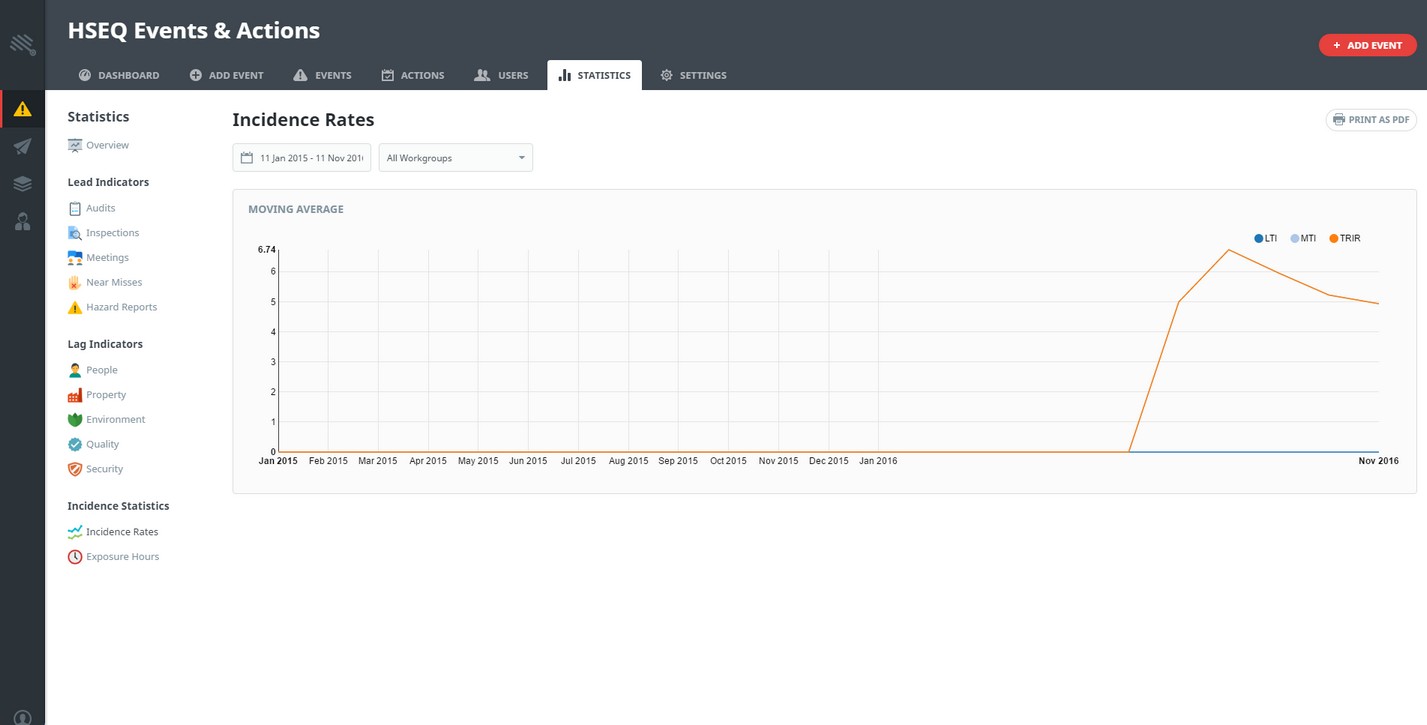 HSEQ Events & Actions
+ ADD EVENT
DASHBOARD ADD EVENT EVENTS ACTIONS USERS STATISTICS SETTINGS
Statistics
Overview
Lead Indicators
Audits
Inspections
Meetings
Near Misses
Hazard Reports
Lag Indicators
People
Property
Environment
Quality
Security
Incidence Statistics
Incidence Rates
Exposure Hours
Incidence Rates
PRINT AS PDF
11 Jan 2015 - 11 Nov 201 All Workgroups
MOVING AVERAGE
LTI MTI TRIR
6.74
6
5
4
3
2
1
0
Jan 2015 Feb 2015 Mar 2015 Apr 2015 May 2015 Jun 2015 Jul 2015 Aug 2015 Sep 2015 Oct 2015 Nov 2015 Dec 2015 Jan 2016 Nov 2016